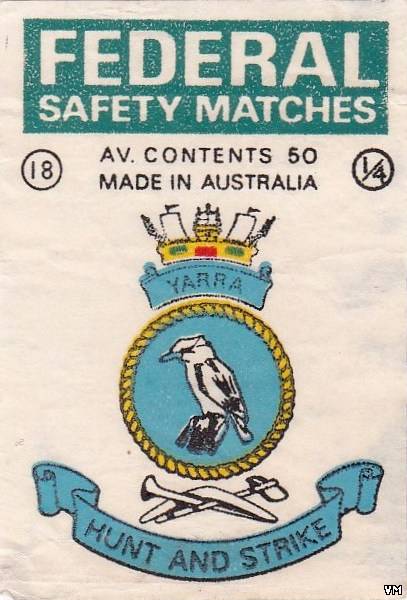 FEDERAL
SAFETY MATCHES
18
AV. CONTENTS 50
MADE IN AUSTRALIA
1/4
YARRA
HUNT AND STRIKE
VM